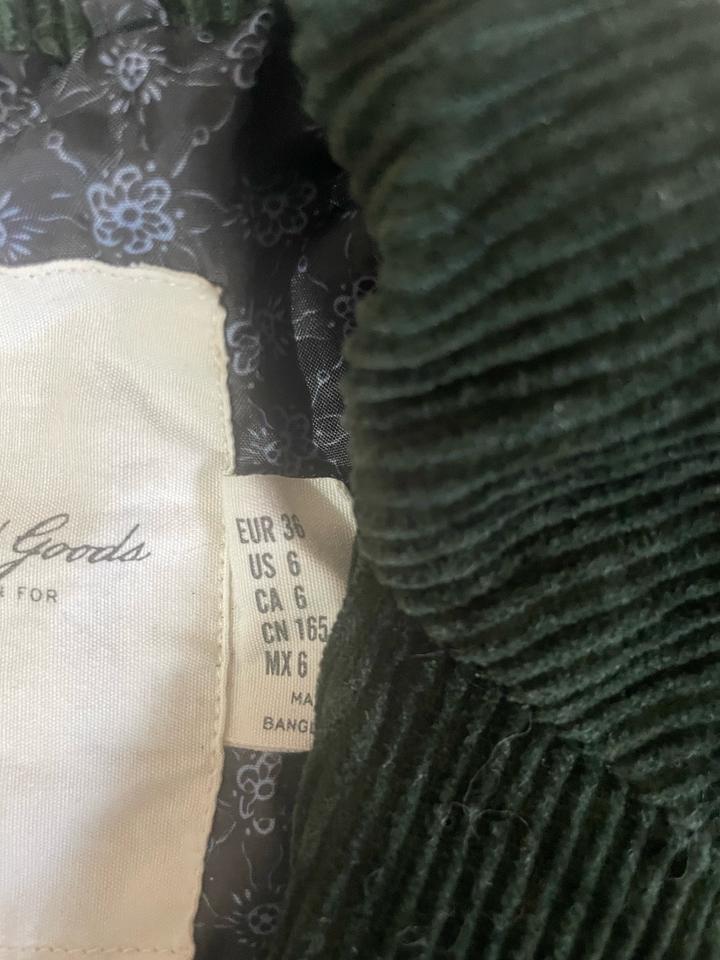 Goods
& FOR
EUR 36
US 6
CA 6
CN 165
MX 6
MA
BANGL